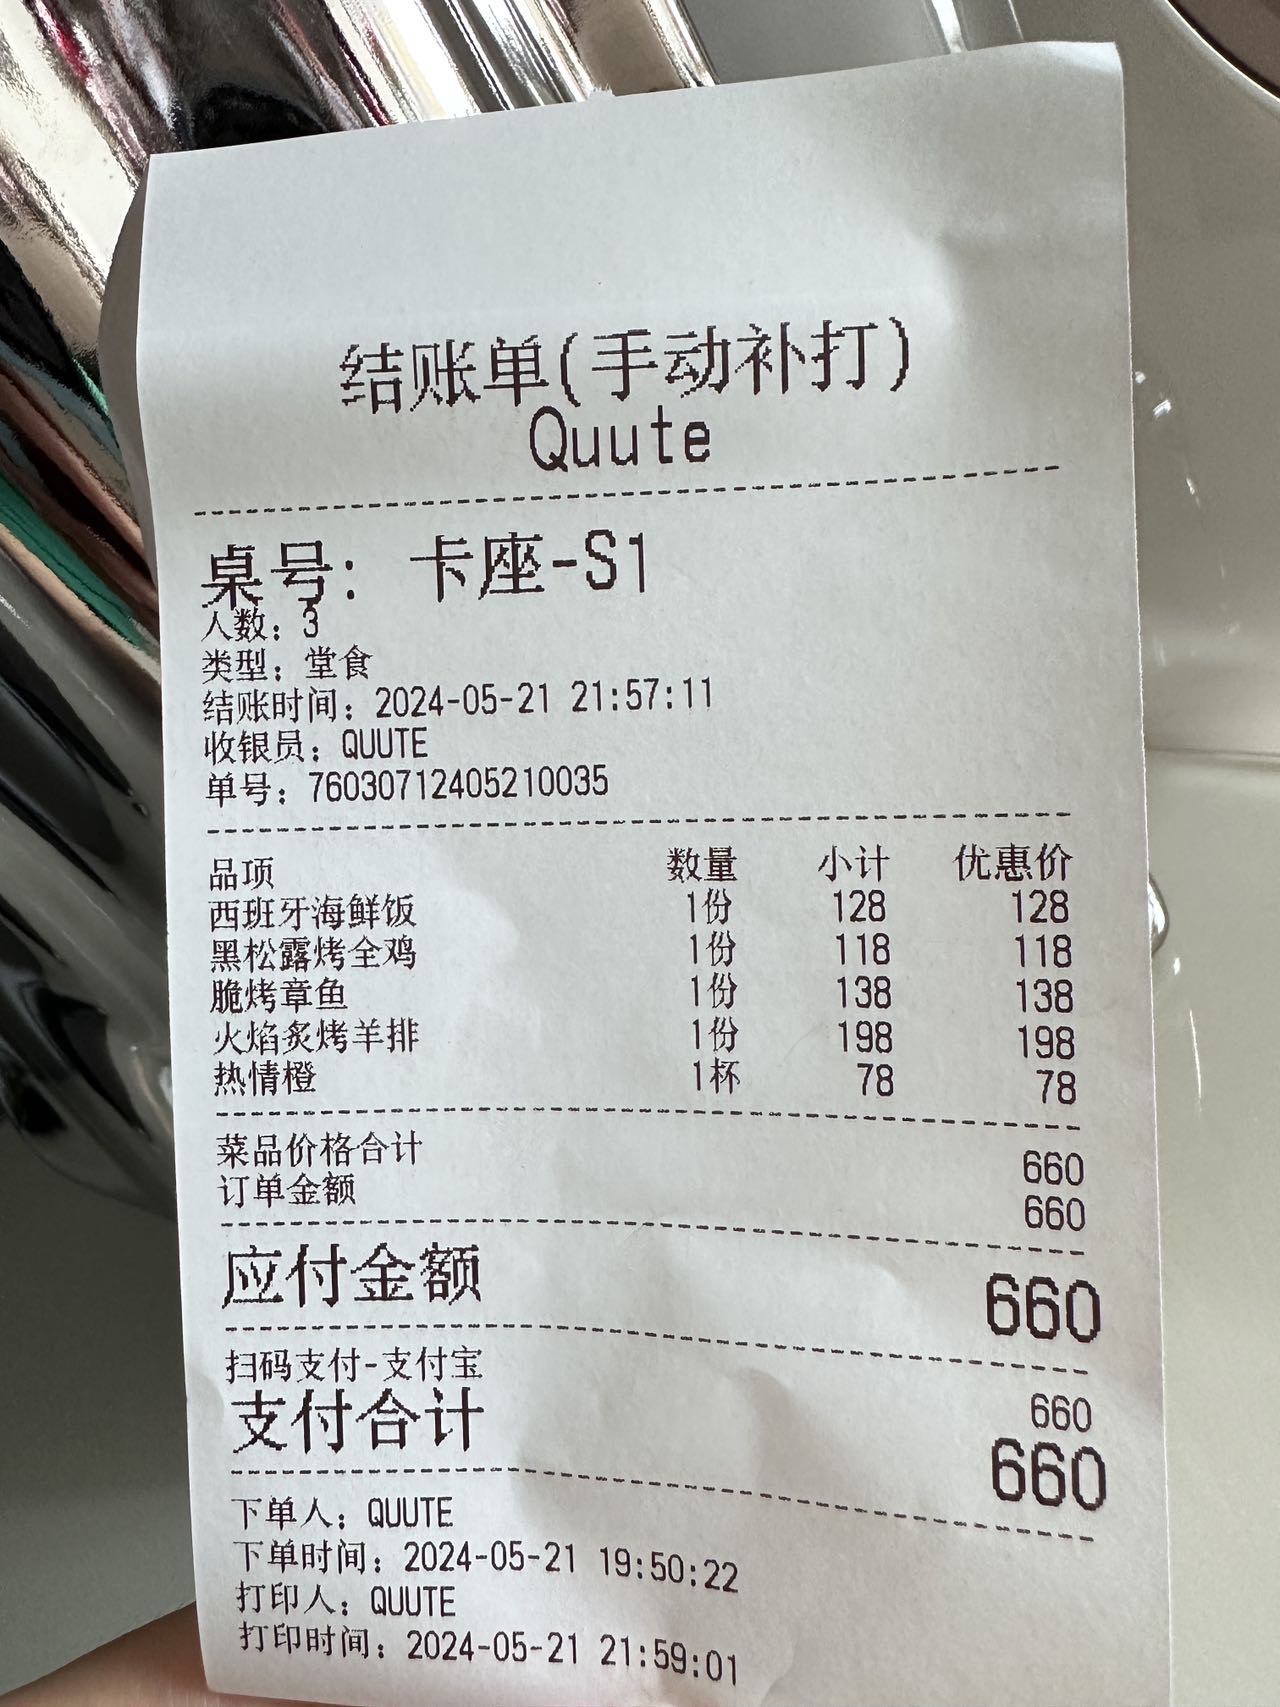 结账单(手动补打)
Quute
桌号: 卡座-S1
人数: 3
类型: 堂食
结账时间: 2024-05-21 21:57:11
收银员: QUUTE
单号: 76030712405210035
品项 数量 小计 优惠价
西班牙海鲜饭 1份 128 128
黑松露烤全鸡 1份 118 118
脆烤章鱼 1份 138 138
火焰炙烤羊排 1份 198 198
热情橙 1杯 78 78
菜品价格合计 660
订单金额 660
应付金额 660
扫码支付-支付宝 660
支付合计 660
下单人: QUUTE
下单时间: 2024-05-21 19:50:22
打印人: QUUTE
打印时间: 2024-05-21 21:59:01